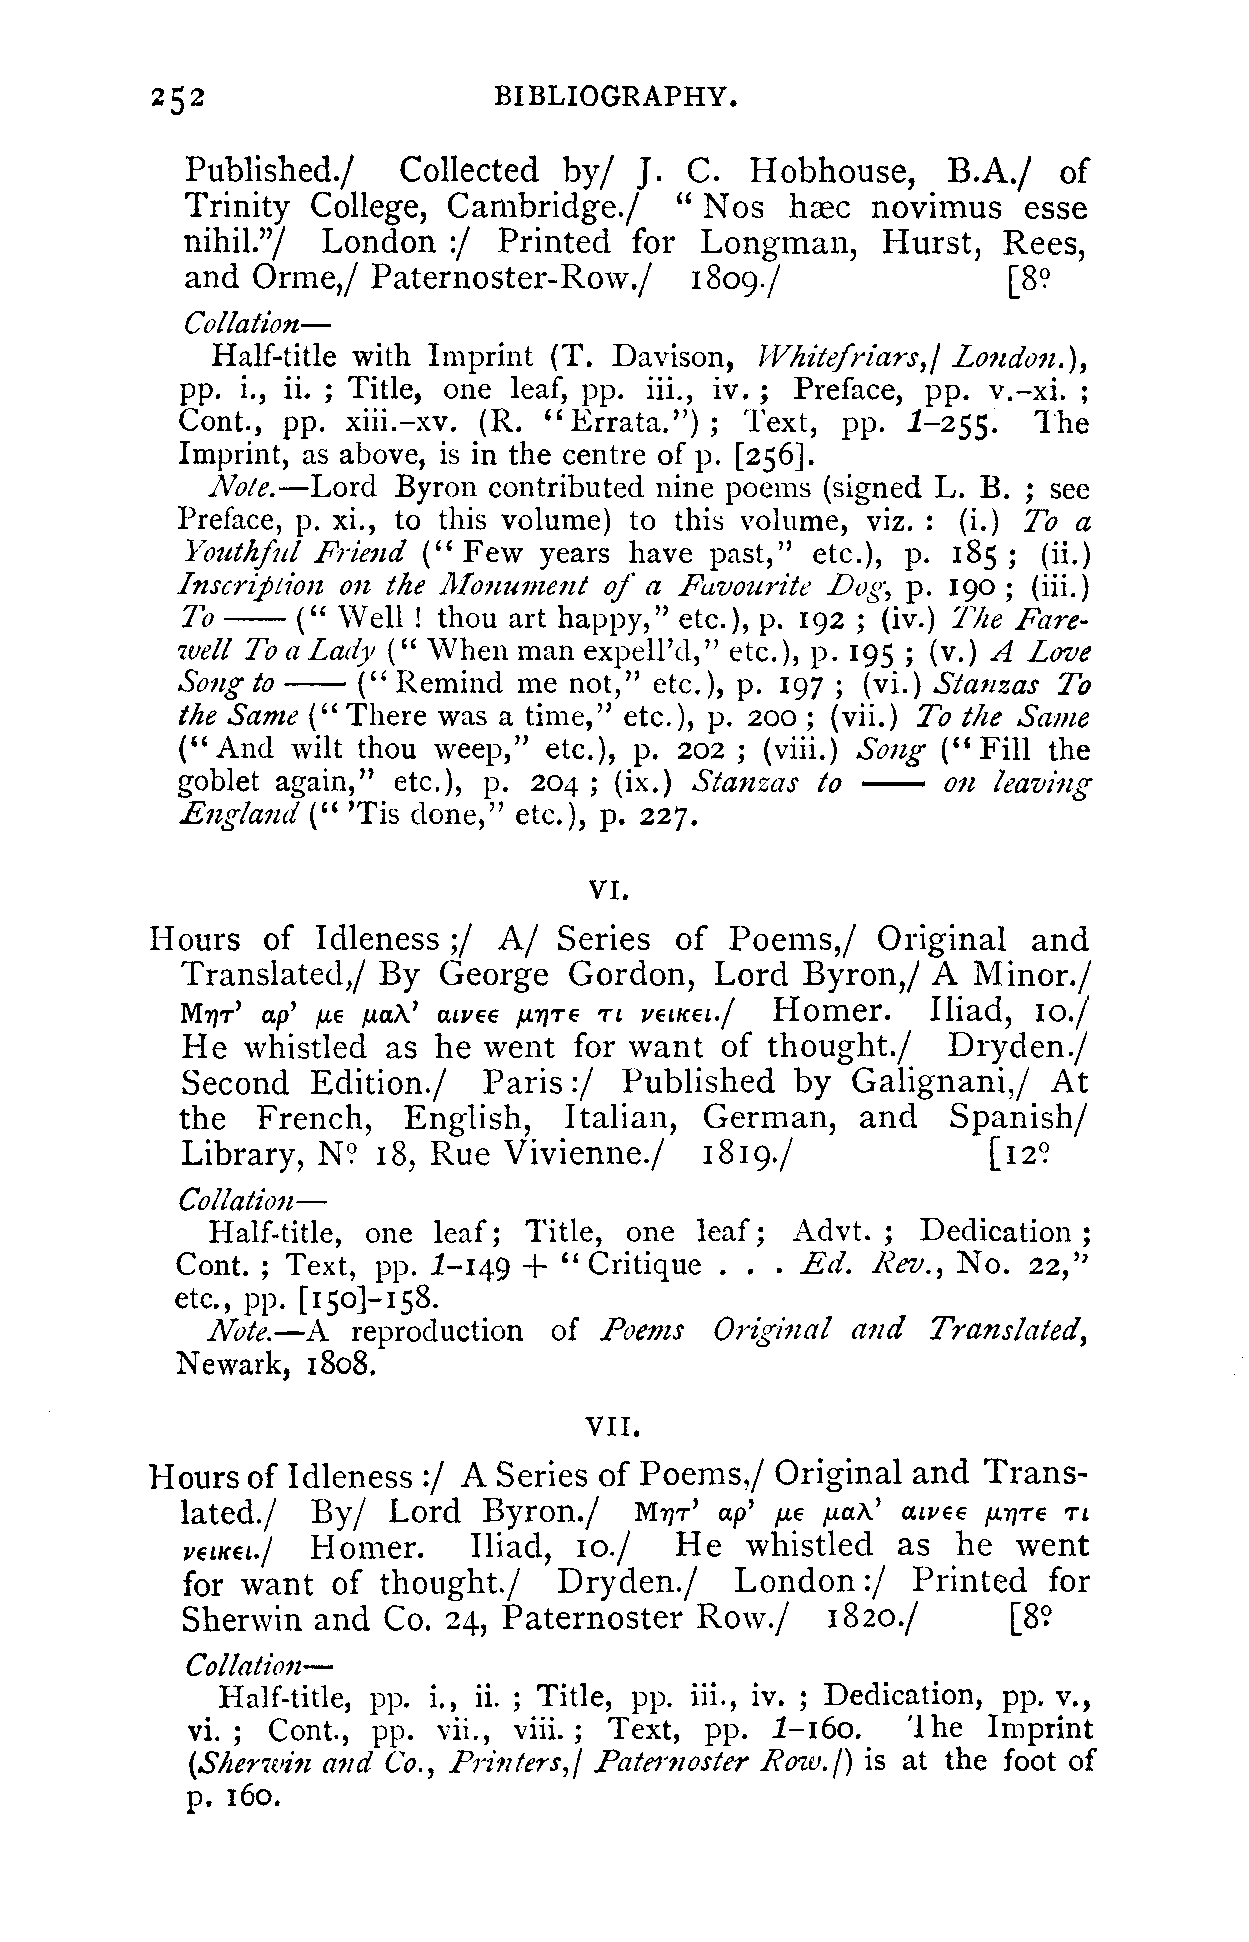 252 BIBLIOGRAPHY.
Published./ Collected by/ J. C. Hobhouse, B.A./ of
Trinity College, Cambridge./ “ Nos hæc novimus esse
nihil.”/ London :/ Printed for Longman, Hurst, Rees,
and Orme,/ Paternoster-Row./ 1809./ [8º
Collation—
Half-title with Imprint (T. Davison, Whitefriars,/ London.),
pp. i., ii. ; Title, one leaf, pp. iii., iv. ; Preface, pp. v.-xi. ;
Cont., pp. xiii.-xv. (R. “Errata.”) ; Text, pp. 1-255. The
Imprint, as above, is in the centre of p. [256].
Note.—Lord Byron contributed nine poems (signed L. B. ; see
Preface, p. xi., to this volume) to this volume, viz. : (i.) To a
Youthful Friend (“ Few years have past,” etc.), p. 185 ; (ii.)
Inscription on the Monument of a Favourite Dog, p. 190 ; (iii.)
To —— (“ Well ! thou art happy,” etc.), p. 192 ; (iv.) The Fare-
well To a Lady (“ When man expell’d,” etc.), p. 195 ; (v.) A Love
Song to —— (“ Remind me not,” etc.), p. 197 ; (vi.) Stanzas To
the Same (“ There was a time,” etc.), p. 200 ; (vii.) To the Same
(“ And wilt thou weep,” etc.), p. 202 ; (viii.) Song (“ Fill the
goblet again,” etc.), p. 204 ; (ix.) Stanzas to —— on leaving
England (“ ’Tis done,” etc.), p. 227.
VI.
Hours of Idleness ;/ A/ Series of Poems,/ Original and
Translated,/ By George Gordon, Lord Byron,/ A Minor./
Μητ’ αρ’ με μαλ’ αινεε μητε τι νεικει./ Homer. Iliad, 10./
He whistled as he went for want of thought./ Dryden./
Second Edition./ Paris :/ Published by Galignani,/ At
the French, English, Italian, German, and Spanish/
Library, Nº 18, Rue Vivienne./ 1819./ [12º
Collation—
Half-title, one leaf; Title, one leaf; Advt. ; Dedication ;
Cont. ; Text, pp. 1-149 + “ Critique . . . Ed. Rev., No. 22,”
etc., pp. [150]-158.
Note.—A reproduction of Poems Original and Translated,
Newark, 1808.
VII.
Hours of Idleness :/ A Series of Poems,/ Original and Trans-
lated./ By/ Lord Byron./ Μητ’ αρ’ με μαλ’ αινεε μητε τι
νεικει./ Homer. Iliad, 10./ He whistled as he went
for want of thought./ Dryden./ London :/ Printed for
Sherwin and Co. 24, Paternoster Row./ 1820./ [8º
Collation—
Half-title, pp. i., ii. ; Title, pp. iii., iv. ; Dedication, pp. v.,
vi. ; Cont., pp. vii., viii. ; Text, pp. 1-160. The Imprint
(Sherwin and Co., Printers,/ Paternoster Row./) is at the foot of
p. 160.